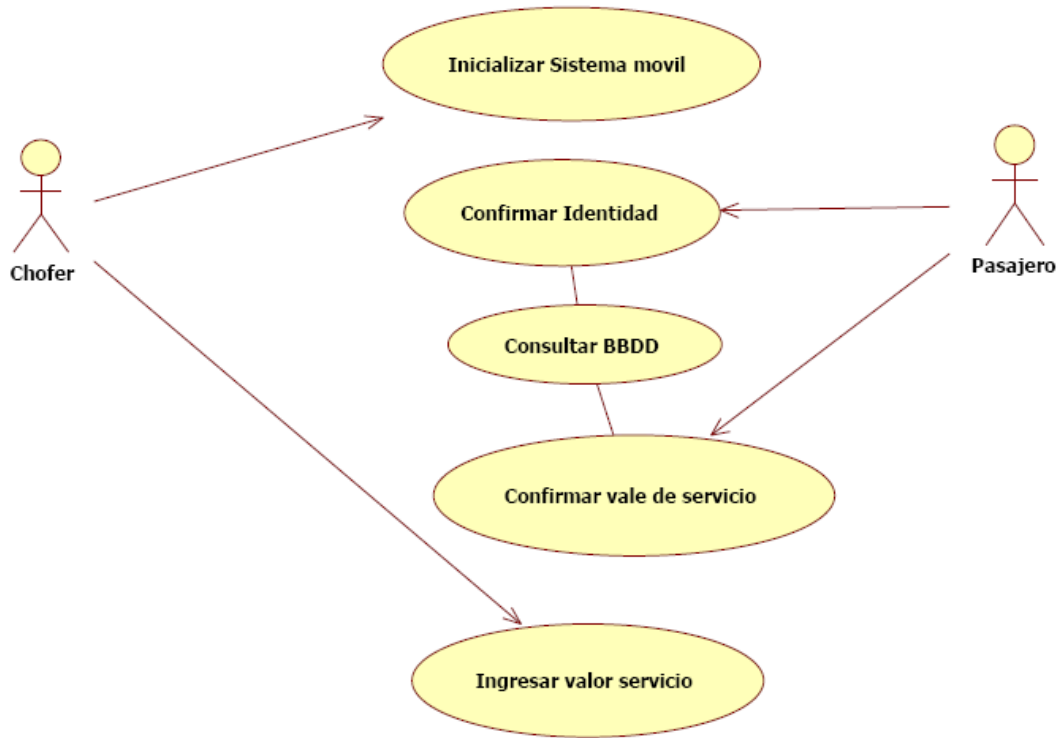 Inicializar Sistema movil
Confirmar Identidad
Chofer
Pasajero
Consultar BBDD
Confirmar vale de servicio
Ingresar valor servicio